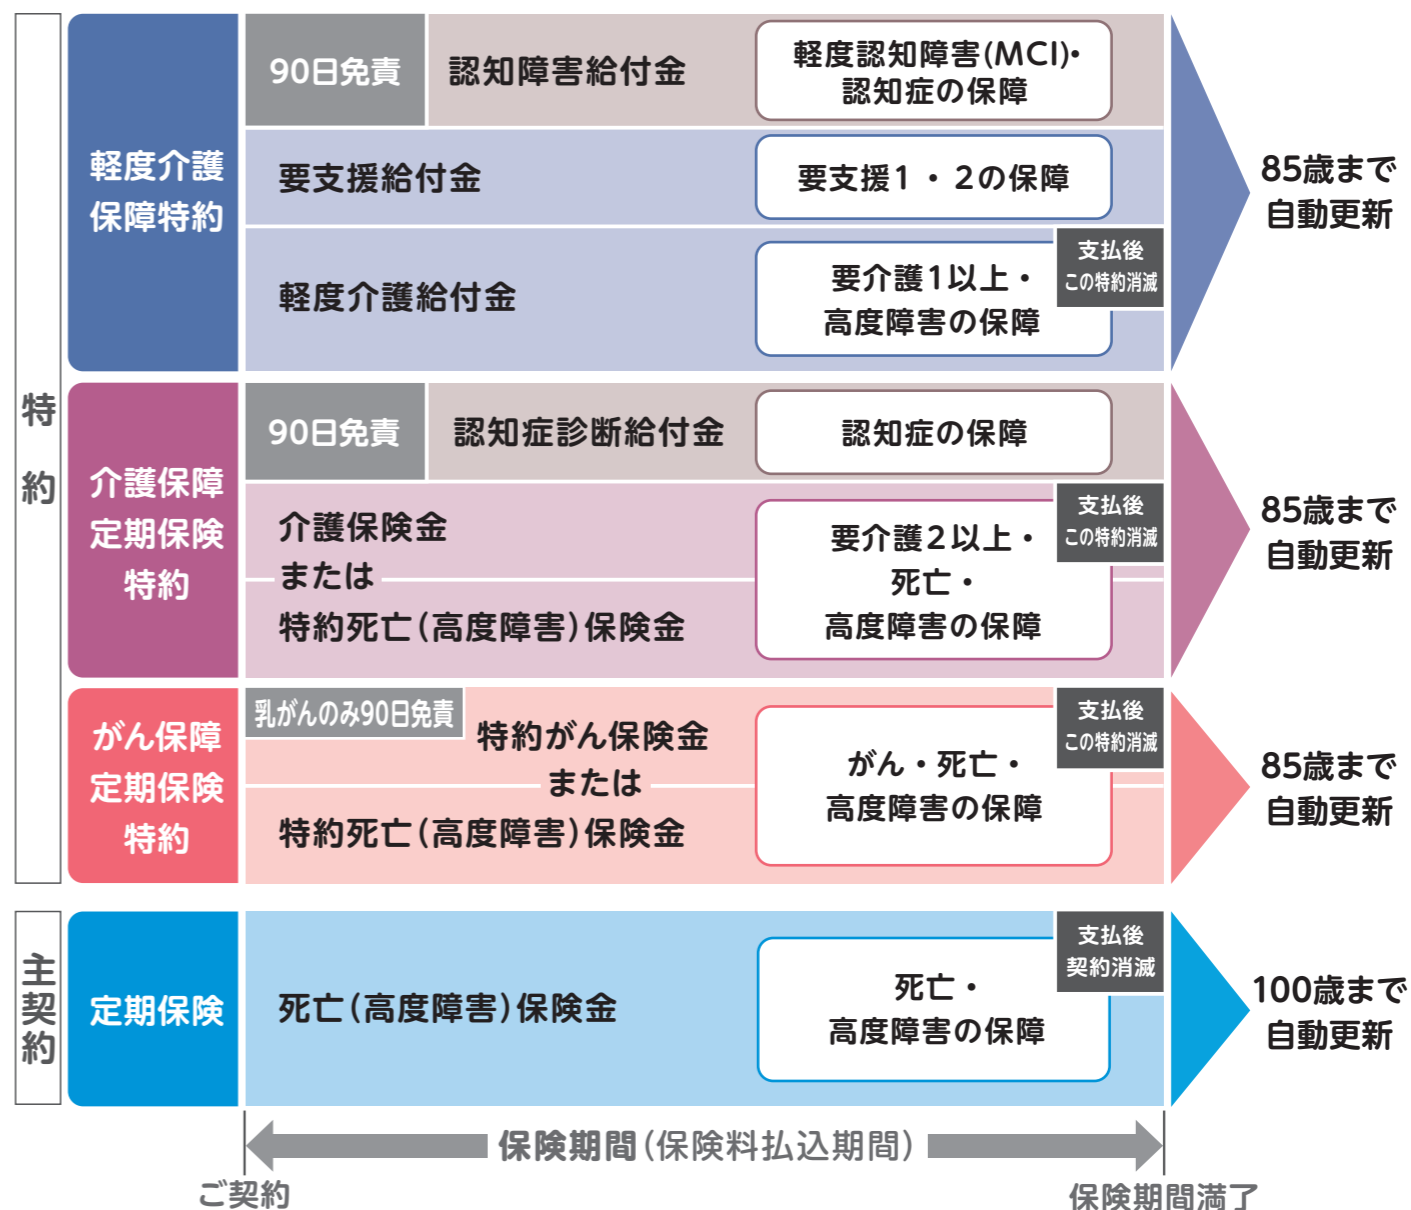 特約
軽度介護
保障特約
90日免責
認知障害給付金
軽度認知障害(MCI)・
認知症の保障
要支援給付金
要支援1・2の保障
軽度介護給付金
要介護1以上・
高度障害の保障
支払後
この特約消滅
85歳まで
自動更新
介護保障
定期保険
特約
90日免責
認知症診断給付金
認知症の保障
介護保険金
または
特約死亡(高度障害)保険金
要介護2以上・
死亡・
高度障害の保障
支払後
この特約消滅
85歳まで
自動更新
がん保障
定期保険
特約
乳がんのみ90日免責
特約がん保険金
または
特約死亡(高度障害)保険金
がん・死亡・
高度障害の保障
支払後
この特約消滅
85歳まで
自動更新
主契約
定期保険
死亡(高度障害)保険金
死亡・
高度障害の保障
支払後
契約消滅
100歳まで
自動更新
保険期間(保険料払込期間)
ご契約
保険期間満了